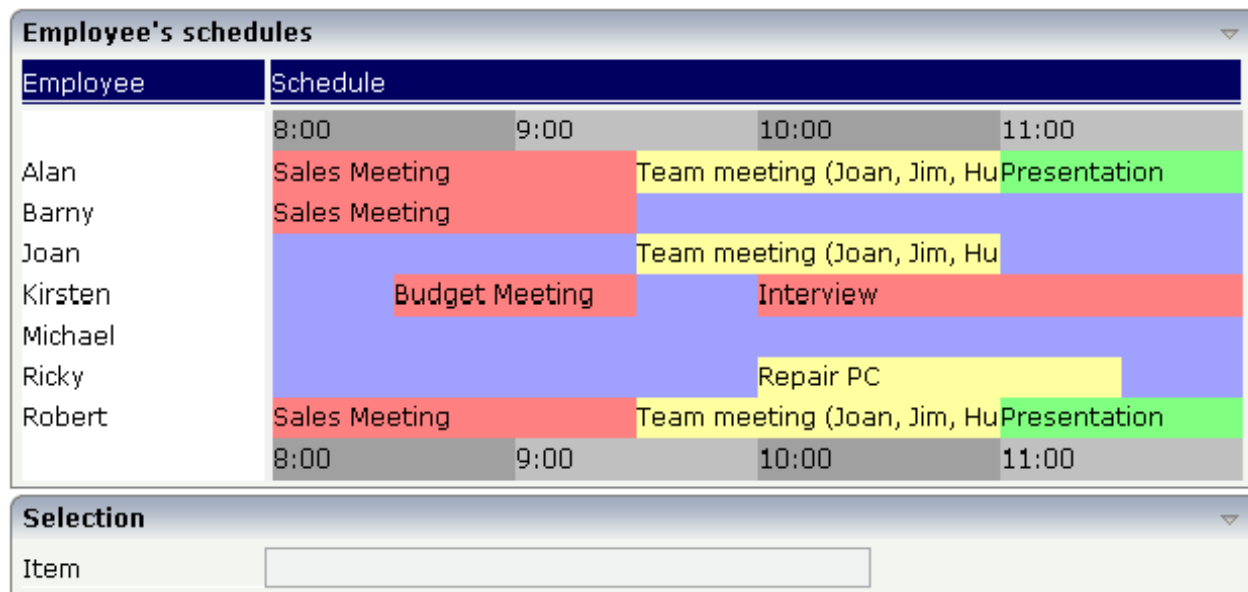 Employee's schedules
Employee Schedule
8:00 9:00 10:00 11:00
Alan Sales Meeting Team meeting (Joan, Jim, Hu Presentation
Barny Sales Meeting
Joan Team meeting (Joan, Jim, Hu
Kirsten Budget Meeting Interview
Michael
Ricky Repair PC
Robert Sales Meeting Team meeting (Joan, Jim, Hu Presentation
8:00 9:00 10:00 11:00
Selection
Item